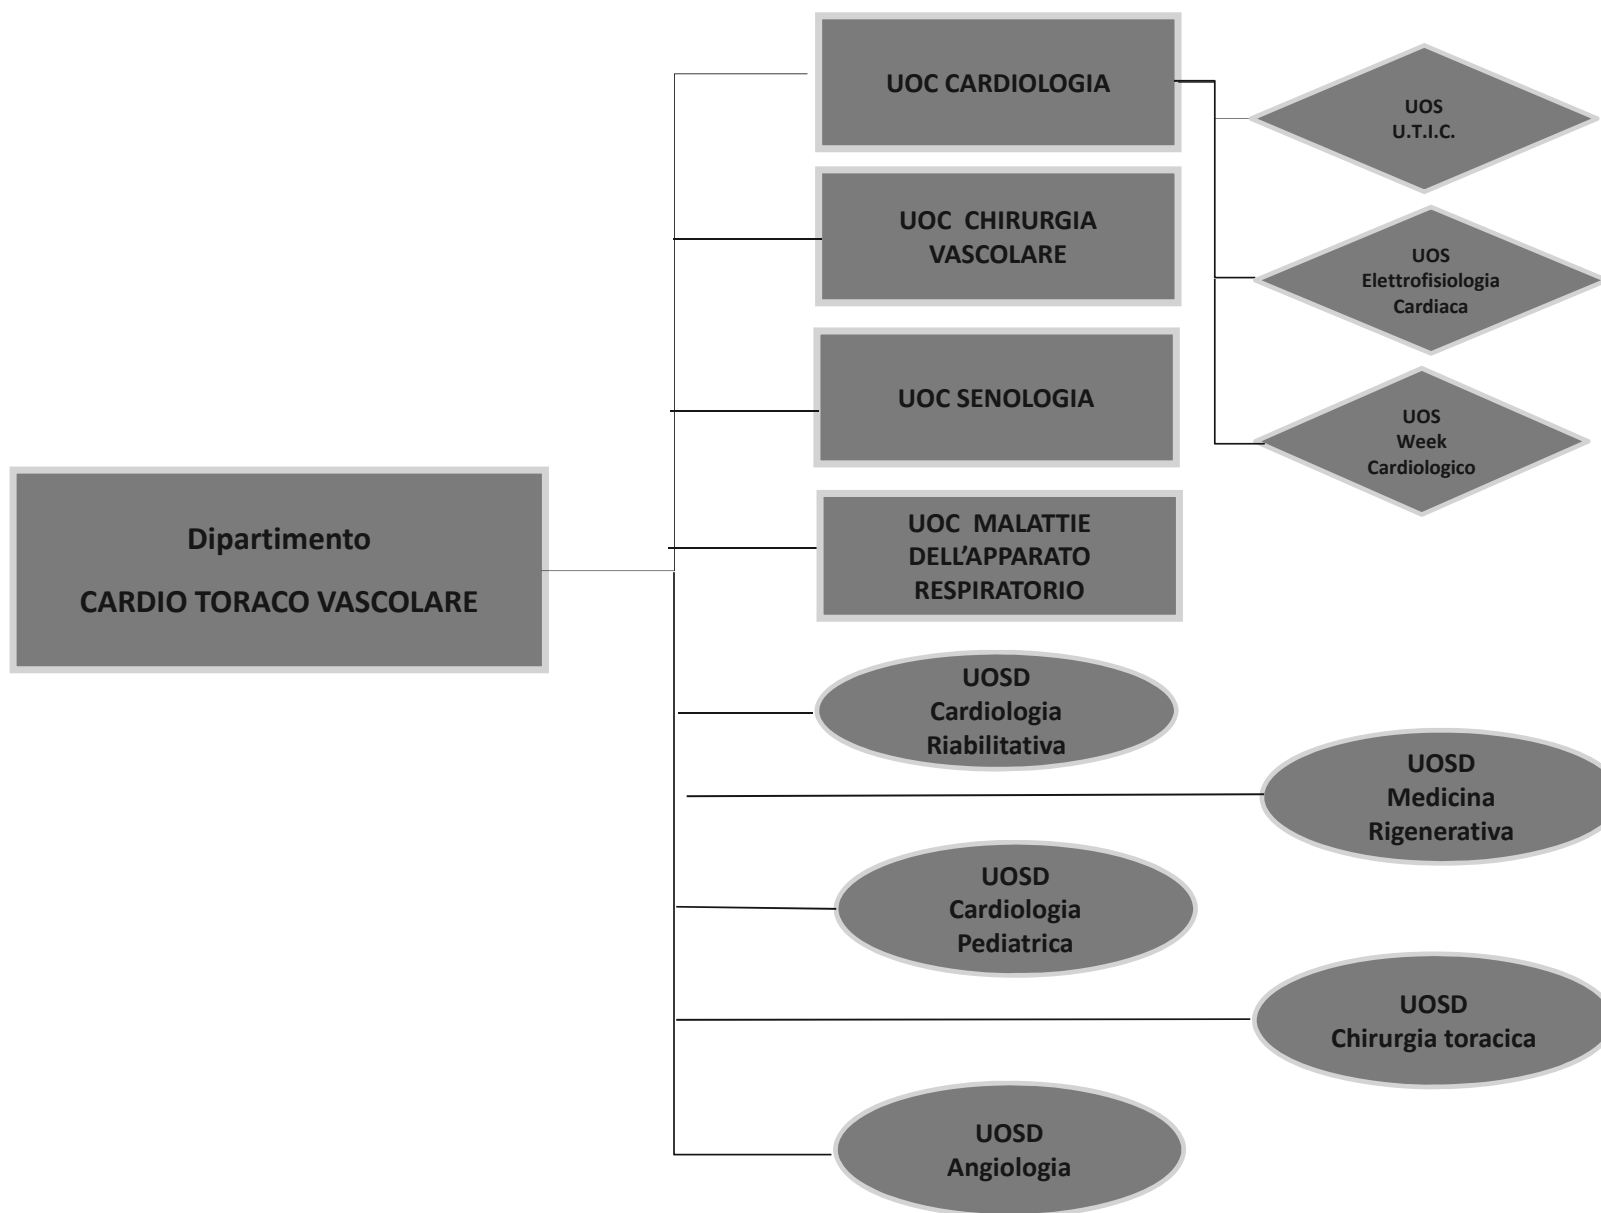 UOC CARDIOLOGIA
UOS
U.T.I.C.
UOC CHIRURGIA
VASCOLARE
UOS
Elettrofisiologia
Cardiaca
UOC SENOLOGIA
UOS
Week
Cardiologico
Dipartimento
CARDIO TORACO VASCOLARE
UOC MALATTIE
DELL’APPARATO
RESPIRATORIO
UOSD
Cardiologia
Riabilitativa
UOSD
Medicina
Rigenerativa
UOSD
Cardiologia
Pediatrica
UOSD
Chirurgia toracica
UOSD
Angiologia